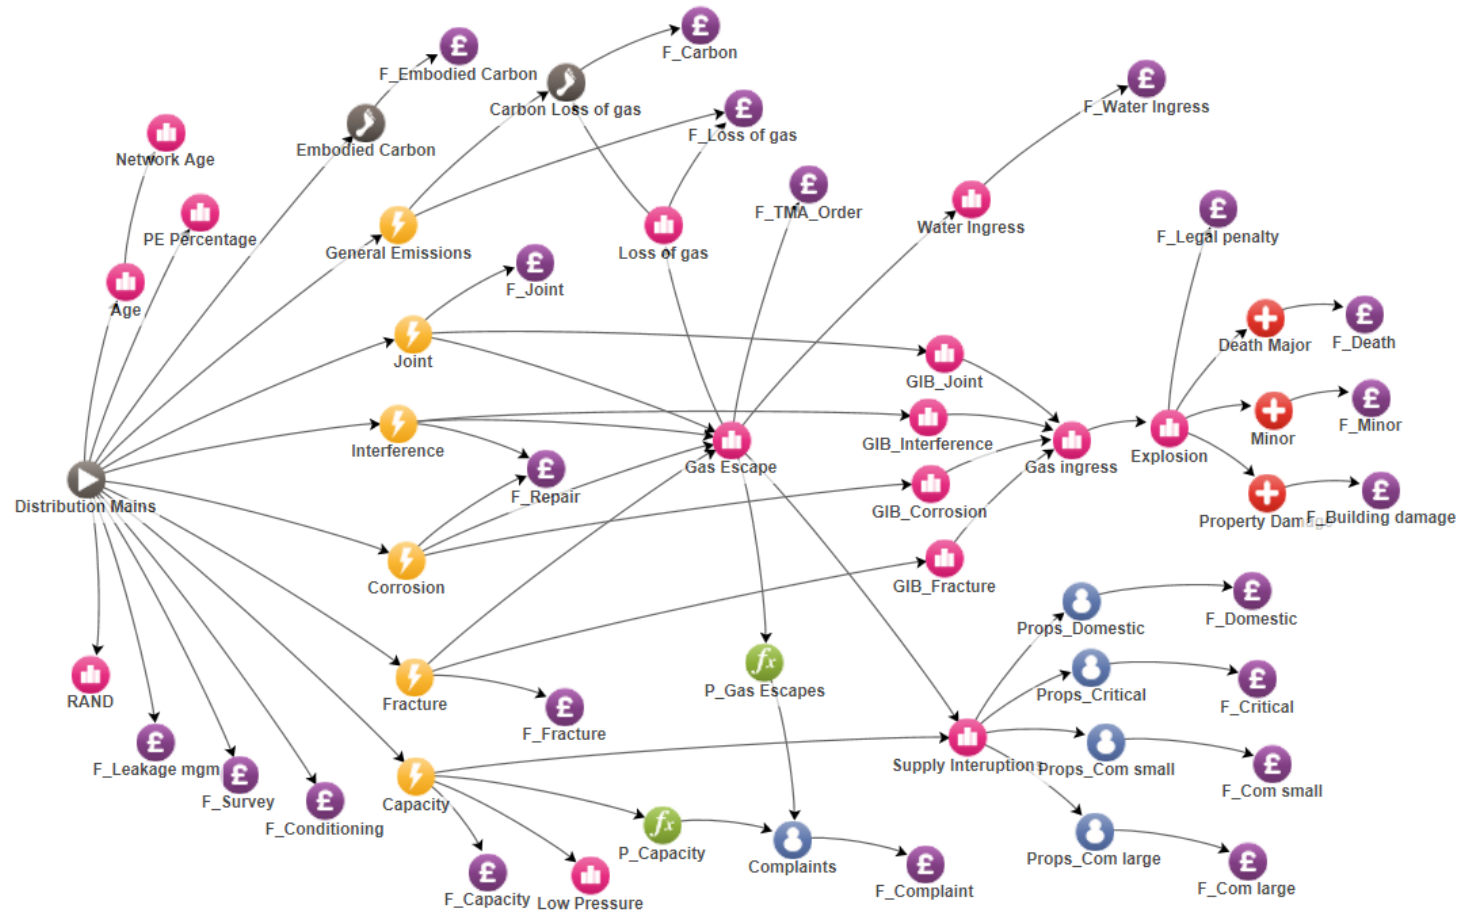 F_Carbon
F_Embodied Carbon
Carbon Loss of gas
F_Water Ingress
F_Loss of gas
Embodied Carbon
Network Age
F_TMA_Order
PE Percentage
Water Ingress
F_Legal penalty
General Emissions
Loss of gas
F_Joint
Age
Death Major
F_Death
Joint
GIB_Joint
F_Minor
Minor
GIB_Interference
Interference
Explosion
Gas Escape
Gas ingress
F_Repair
Distribution Mains
GIB_Corrosion
Property Damage
F_Building damage
Corrosion
GIB_Fracture
F_Domestic
Props_Domestic
P_Gas Escapes
Props_Critical
RAND
Fracture
F_Critical
F_Fracture
Supply Interuption
Props_Com small
F_Leakage mgm
F_Survey
F_Com small
Capacity
F_Conditioning
P_Capacity
Complaints
Props_Com large
F_Complaint
F_Com large
F_Capacity
Low Pressure